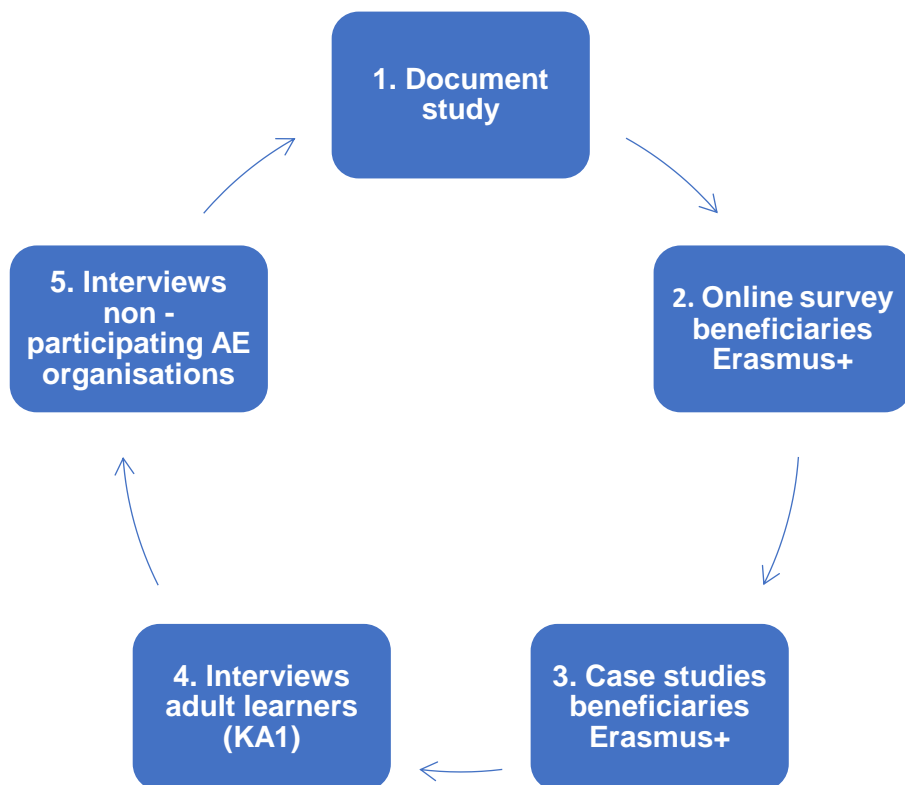 1. Document
study
2. Online survey
beneficiaries
Erasmus+
3. Case studies
beneficiaries
Erasmus+
4. Interviews
adult learners
(KA1)
5. Interviews
non -
participating AE
organisations